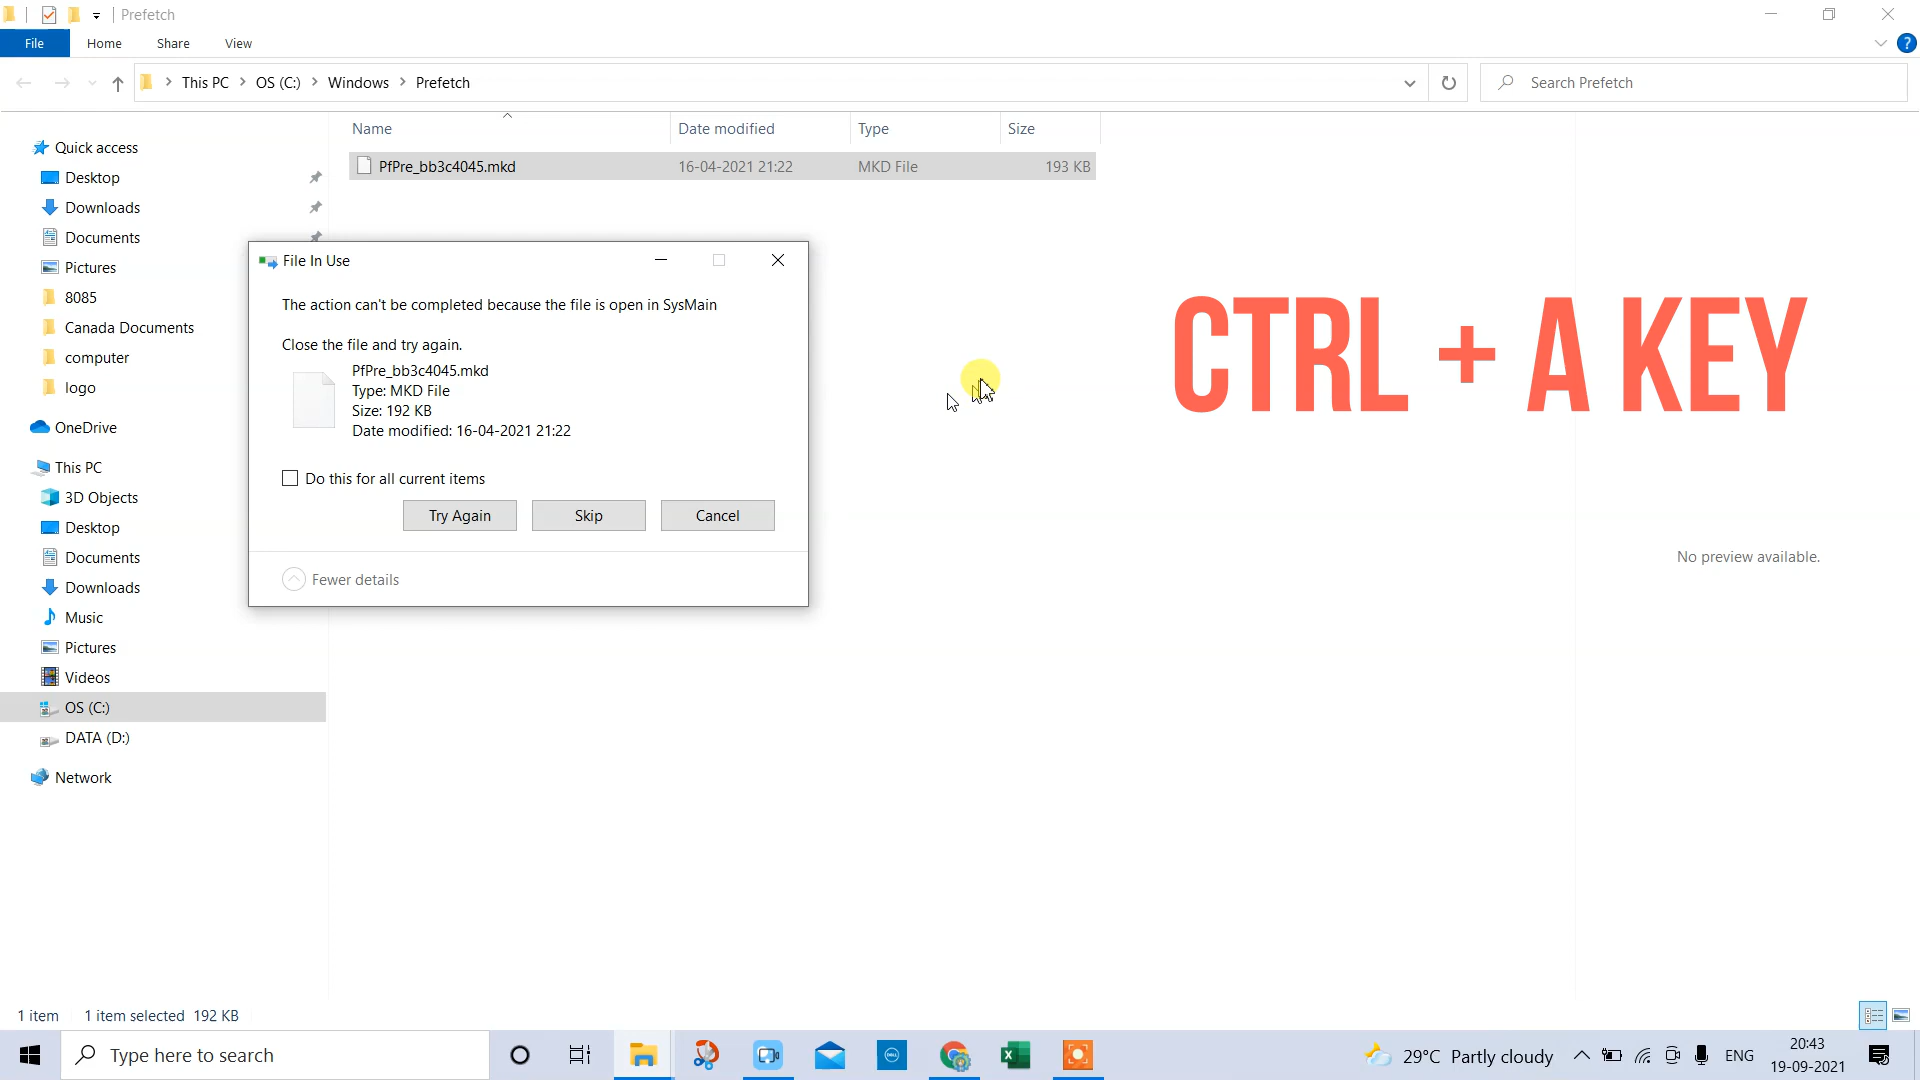 Prefetch
File
Home
Share
View
?
This PC
OS (C:)
Windows
Prefetch
Search Prefetch
Name
Date modified
Type
Size
PfPre_bb3c4045.mkd
16-04-2021 21:22
MKD File
193 KB
Quick access
Desktop
Downloads
Documents
Pictures
8085
Canada Documents
computer
logo
OneDrive
This PC
3D Objects
Desktop
Documents
Downloads
Music
Pictures
Videos
OS (C:)
DATA (D:)
Network
File In Use
The action can't be completed because the file is open in SysMain
Close the file and try again.
PfPre_bb3c4045.mkd
Type: MKD File
Size: 192 KB
Date modified: 16-04-2021 21:22
Do this for all current items
Try Again
Skip
Cancel
Fewer details
CTRL + A KEY
No preview available.
1 item
1 item selected 192 KB
Type here to search
29°C Partly cloudy
ENG
20:43
19-09-2021